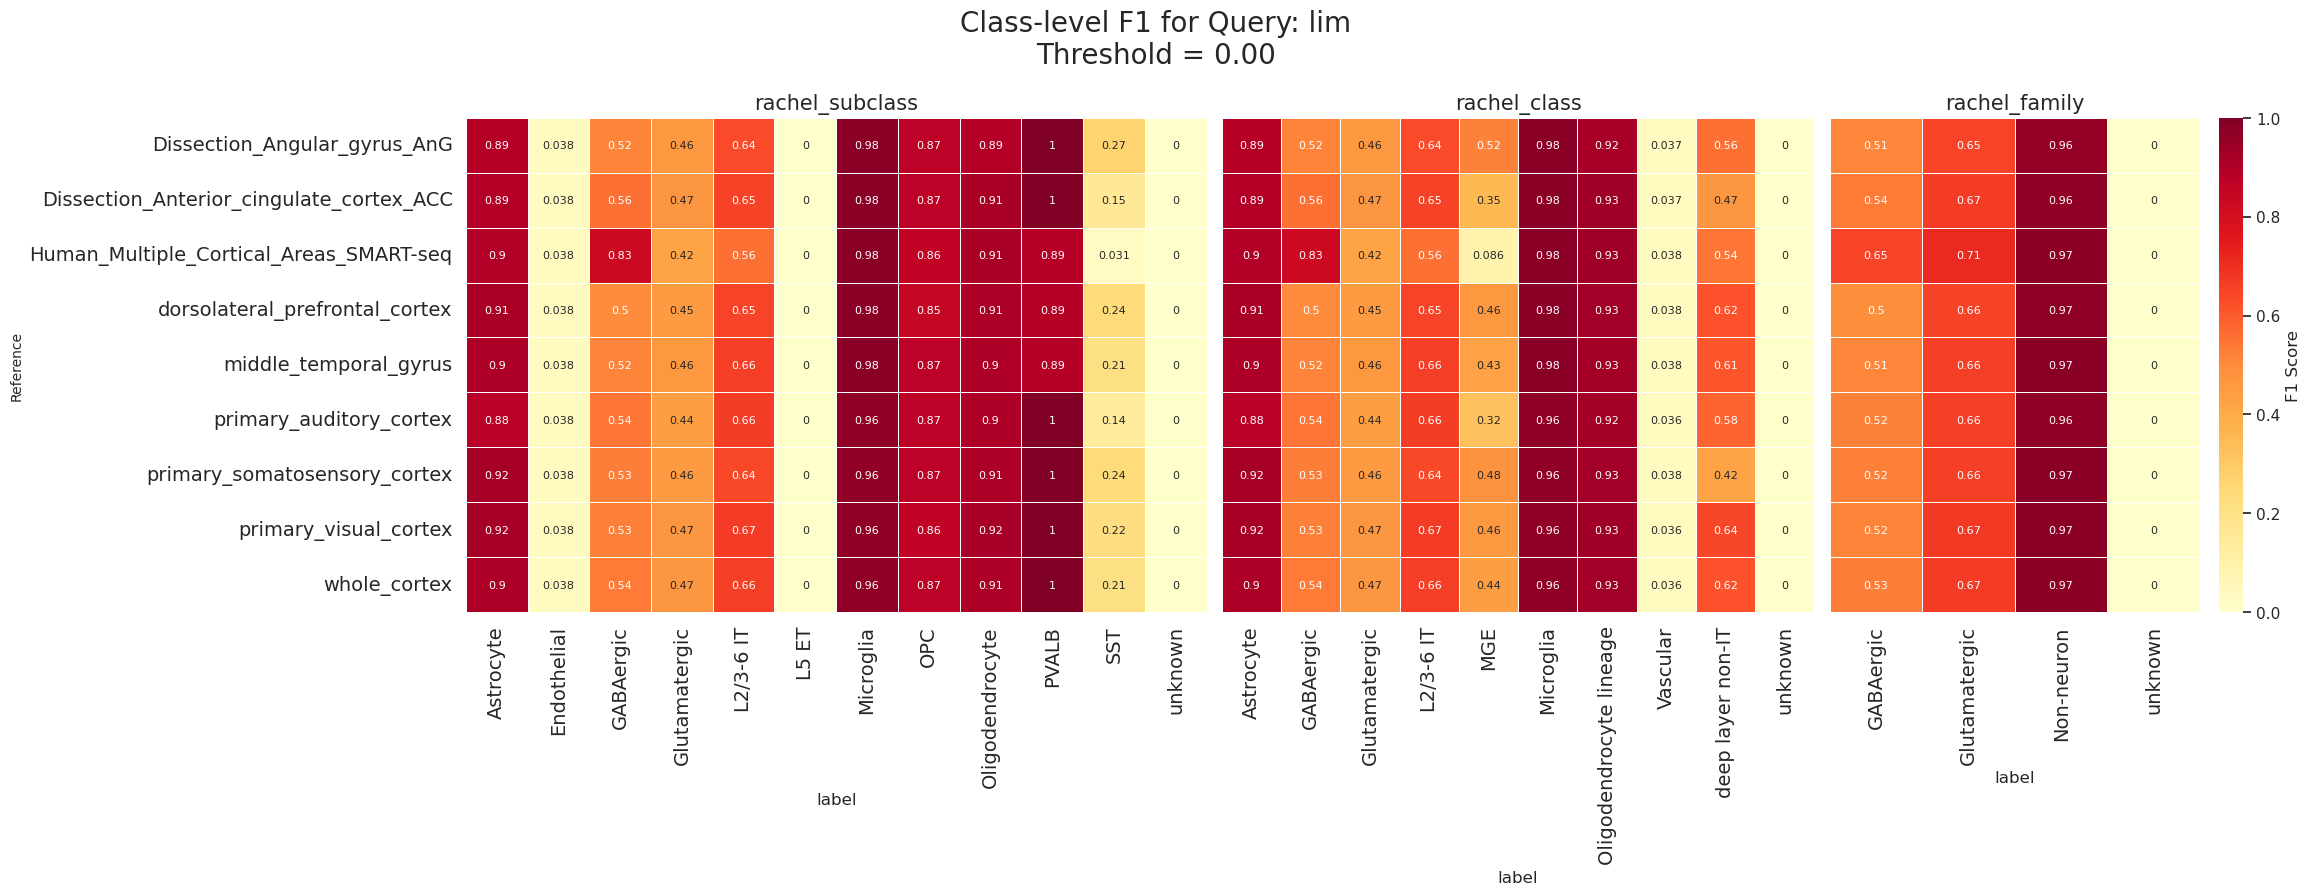 Class-level F1 for Query: lim
Threshold = 0.00
rachel_subclass
rachel_class
rachel_family
Dissection_Angular_gyrus_AnG 0.89 0.038 0.52 0.46 0.64 0 0.98 0.87 0.89 1 0.27 0 0.89 0.52 0.46 0.64 0.52 0.98 0.92 0.037 0.56 0 0.51 0.65 0.96 0
Dissection_Anterior_cingulate_cortex_ACC 0.89 0.038 0.56 0.47 0.65 0 0.98 0.87 0.91 1 0.15 0 0.89 0.56 0.47 0.65 0.35 0.98 0.93 0.037 0.47 0 0.54 0.67 0.96 0
Human_Multiple_Cortical_Areas_SMART-seq 0.9 0.038 0.83 0.42 0.56 0 0.98 0.86 0.91 0.89 0.031 0 0.9 0.83 0.42 0.56 0.086 0.98 0.93 0.038 0.54 0 0.65 0.71 0.97 0
dorsolateral_prefrontal_cortex 0.91 0.038 0.5 0.45 0.65 0 0.98 0.85 0.91 0.89 0.24 0 0.91 0.5 0.45 0.65 0.46 0.98 0.93 0.038 0.62 0 0.5 0.66 0.97 0
middle_temporal_gyrus 0.9 0.038 0.52 0.46 0.66 0 0.98 0.87 0.9 0.89 0.21 0 0.9 0.52 0.46 0.66 0.43 0.98 0.93 0.038 0.61 0 0.51 0.66 0.97 0
primary_auditory_cortex 0.88 0.038 0.54 0.44 0.66 0 0.96 0.87 0.9 1 0.14 0 0.88 0.54 0.44 0.66 0.32 0.96 0.92 0.036 0.58 0 0.52 0.66 0.96 0
primary_somatosensory_cortex 0.92 0.038 0.53 0.46 0.64 0 0.96 0.87 0.91 1 0.24 0 0.92 0.53 0.46 0.64 0.48 0.96 0.93 0.038 0.42 0 0.52 0.66 0.97 0
primary_visual_cortex 0.92 0.038 0.53 0.47 0.67 0 0.96 0.86 0.92 1 0.22 0 0.92 0.53 0.47 0.67 0.46 0.96 0.93 0.036 0.64 0 0.52 0.67 0.97 0
whole_cortex 0.9 0.038 0.54 0.47 0.66 0 0.96 0.87 0.91 1 0.21 0 0.9 0.54 0.47 0.66 0.44 0.96 0.93 0.036 0.62 0 0.53 0.67 0.97 0
Reference
Astrocyte
Endothelial
GABAergic
Glutamatergic
L2/3-6 IT
L5 ET
Microglia
OPC
Oligodendrocyte
PVALB
SST
unknown
label
Astrocyte
GABAergic
Glutamatergic
L2/3-6 IT
MGE
Microglia
Oligodendrocyte lineage
Vascular
deep layer non-IT
unknown
label
GABAergic
Glutamatergic
Non-neuron
unknown
label
1.0
0.8
0.6
0.4
0.2
0.0
F1 Score